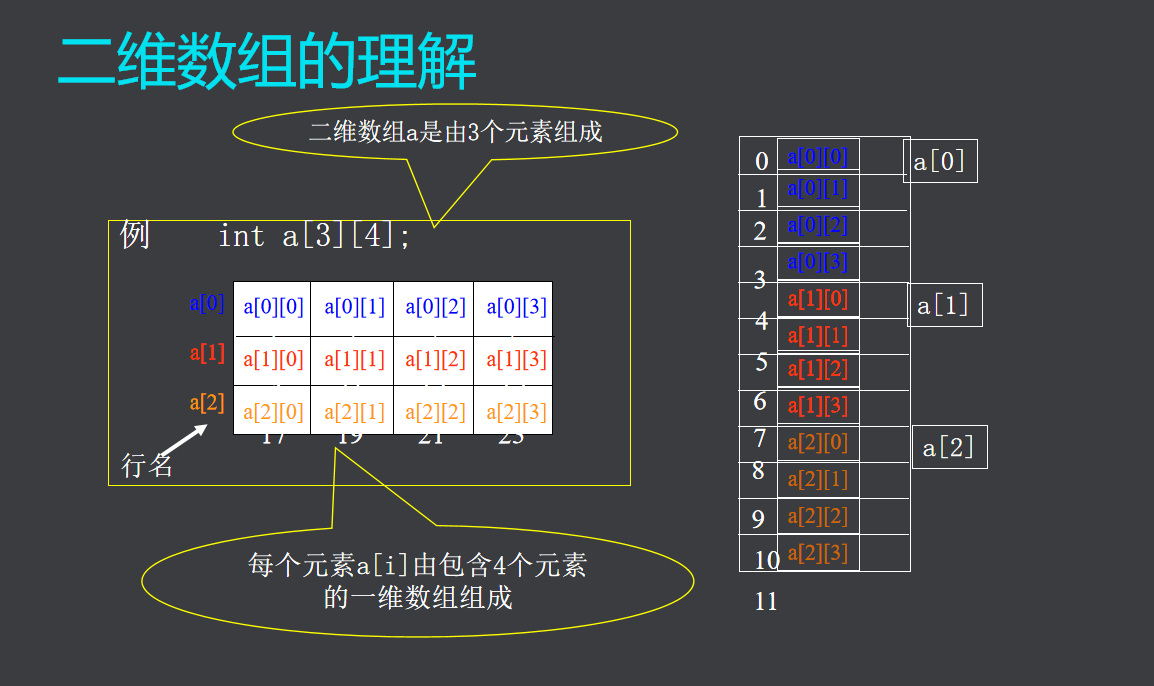 二维数组的理解
二维数组a是由3个元素组成
例 int a[3][4];
a[0] a[0][0] a[0][1] a[0][2] a[0][3]
a[1] a[1][0] a[1][1] a[1][2] a[1][3]
a[2] a[2][0] a[2][1] a[2][2] a[2][3]
17 19 21 23
行名
每个元素a[i]由包含4个元素
的一维数组组成
0 a[0][0] a[0]
1 a[0][1]
2 a[0][2]
a[0][3]
3 a[1][0] a[1]
4 a[1][1]
5 a[1][2]
6 a[1][3]
7 a[2][0] a[2]
8 a[2][1]
9 a[2][2]
10 a[2][3]
11